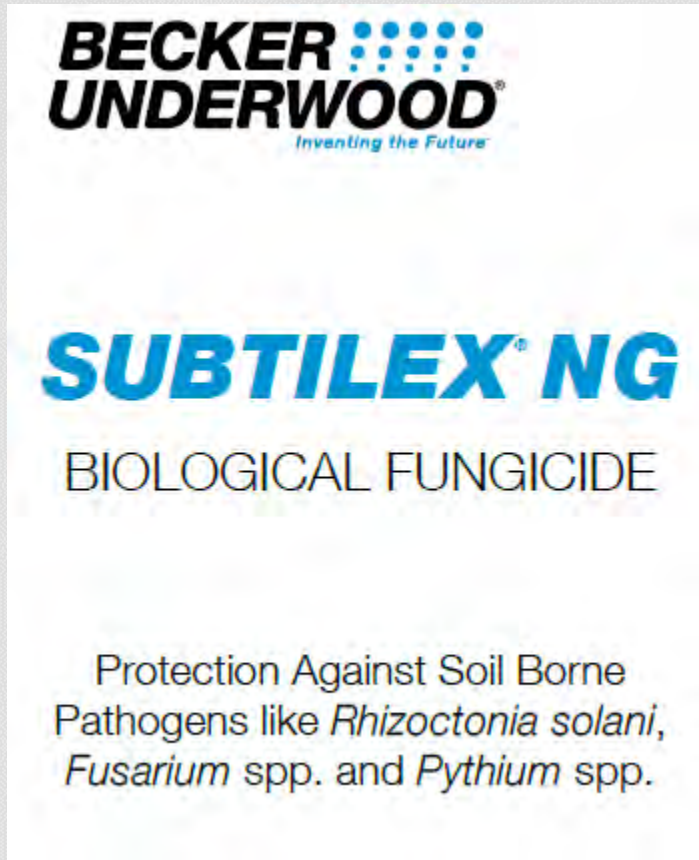 BECKER
UNDERWOOD®
Inventing the Future
SUBTILEX® NG
BIOLOGICAL FUNGICIDE
Protection Against Soil Borne
Pathogens like Rhizoctonia solani,
Fusarium spp. and Pythium spp.